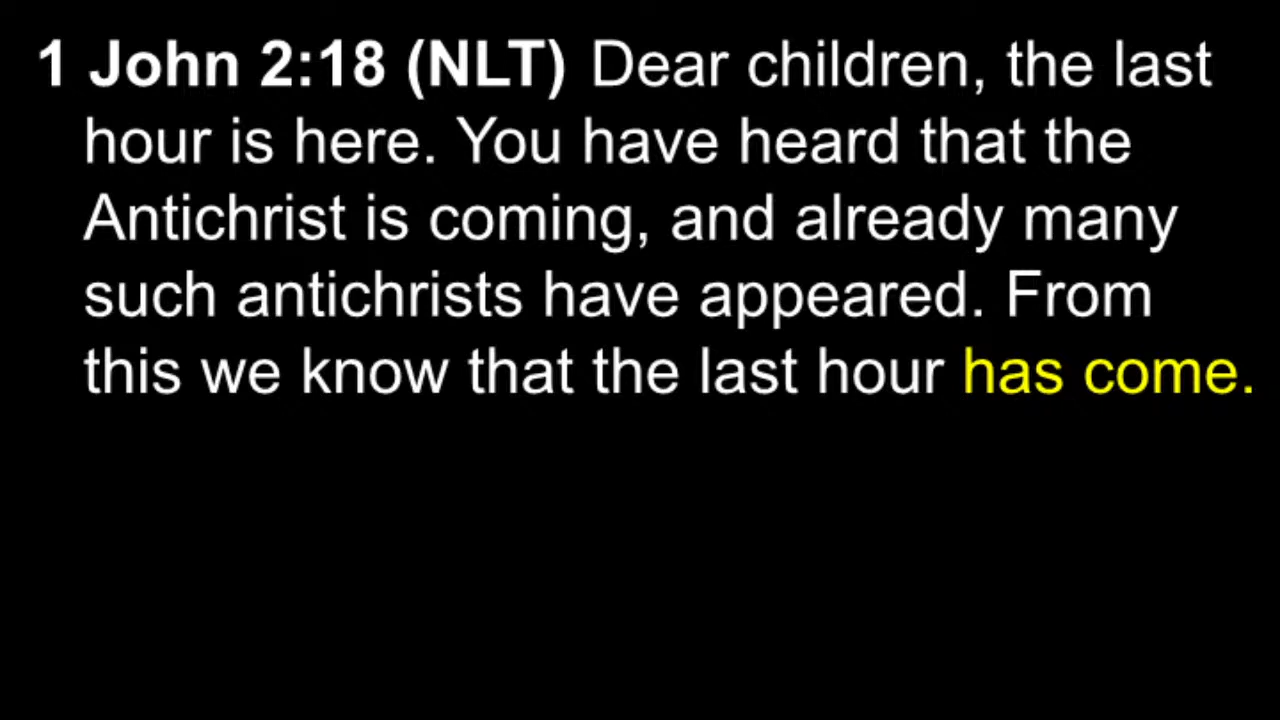 1 John 2:18 (NLT) Dear children, the last
hour is here. You have heard that the
Antichrist is coming, and already many
such antichrists have appeared. From
this we know that the last hour has come.